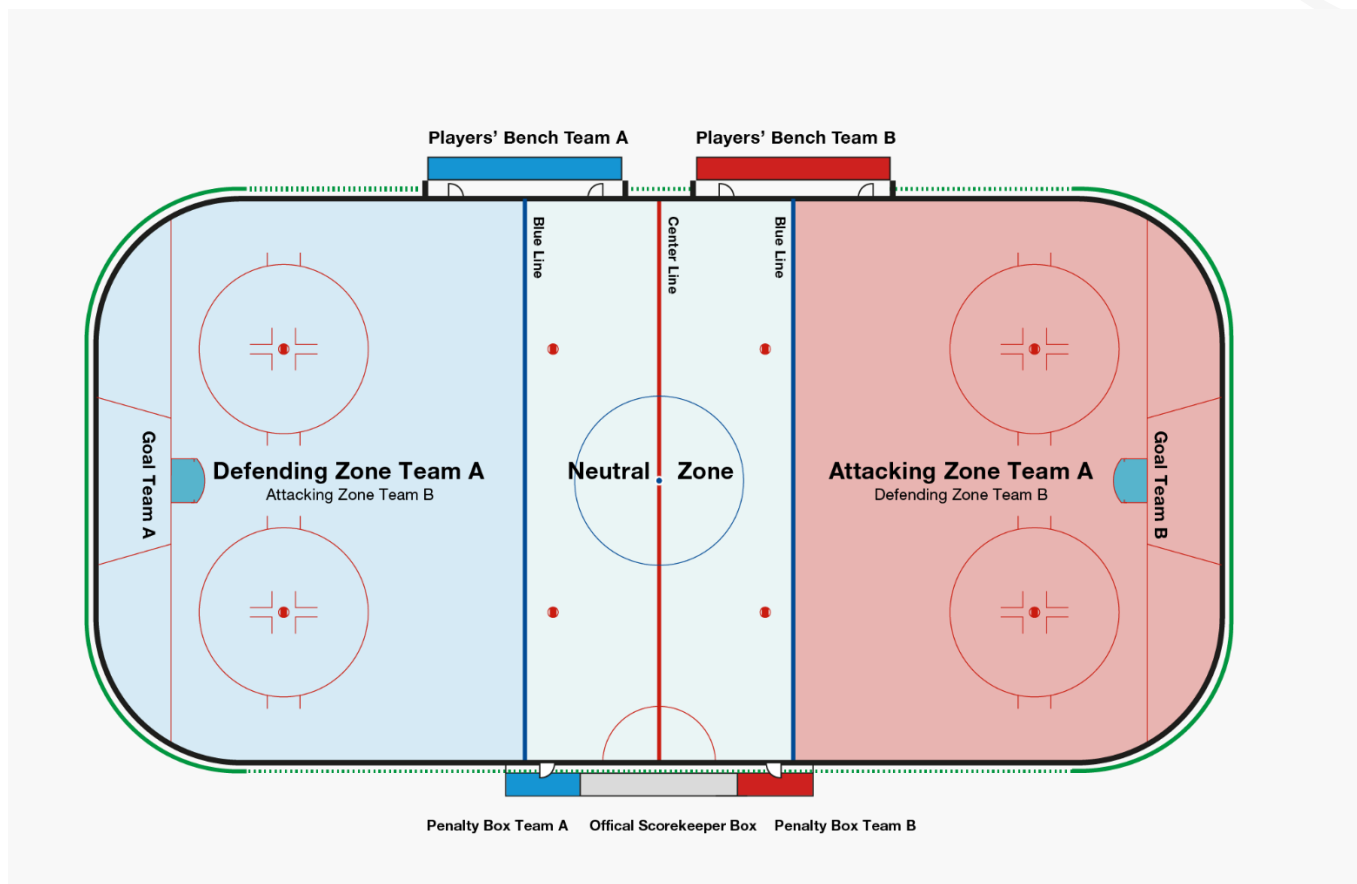 Players’ Bench Team A
Players’ Bench Team B
Blue Line
Center Line
Blue Line
Goal Team A
Defending Zone Team A
Attacking Zone Team B
Neutral Zone
Attacking Zone Team A
Defending Zone Team B
Goal Team B
Penalty Box Team A
Offical Scorekeeper Box
Penalty Box Team B